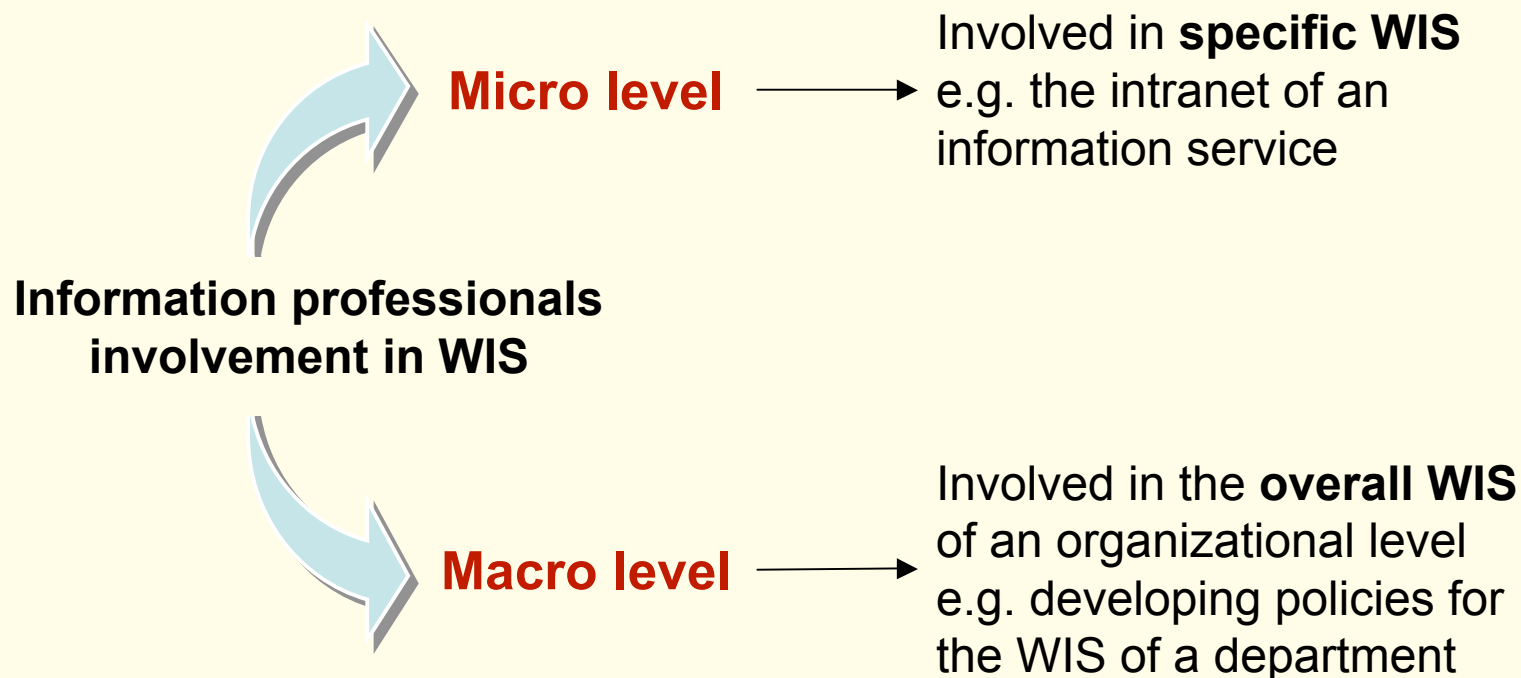 Information professionals
involvement in WIS
Micro level
Involved in specific WIS
e.g. the intranet of an
information service
Macro level
Involved in the overall WIS
of an organizational level
e.g. developing policies for
the WIS of a department